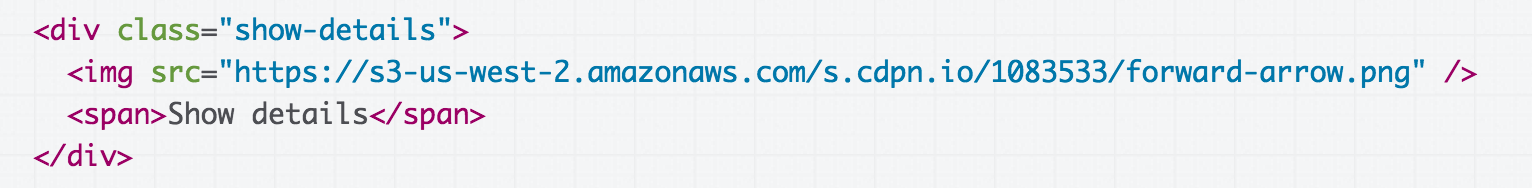 <div class="show-details">
  <img src="https://s3-us-west-2.amazonaws.com/s.cdpn.io/1083533/forward-arrow.png" />
  <span>Show details</span>
</div>